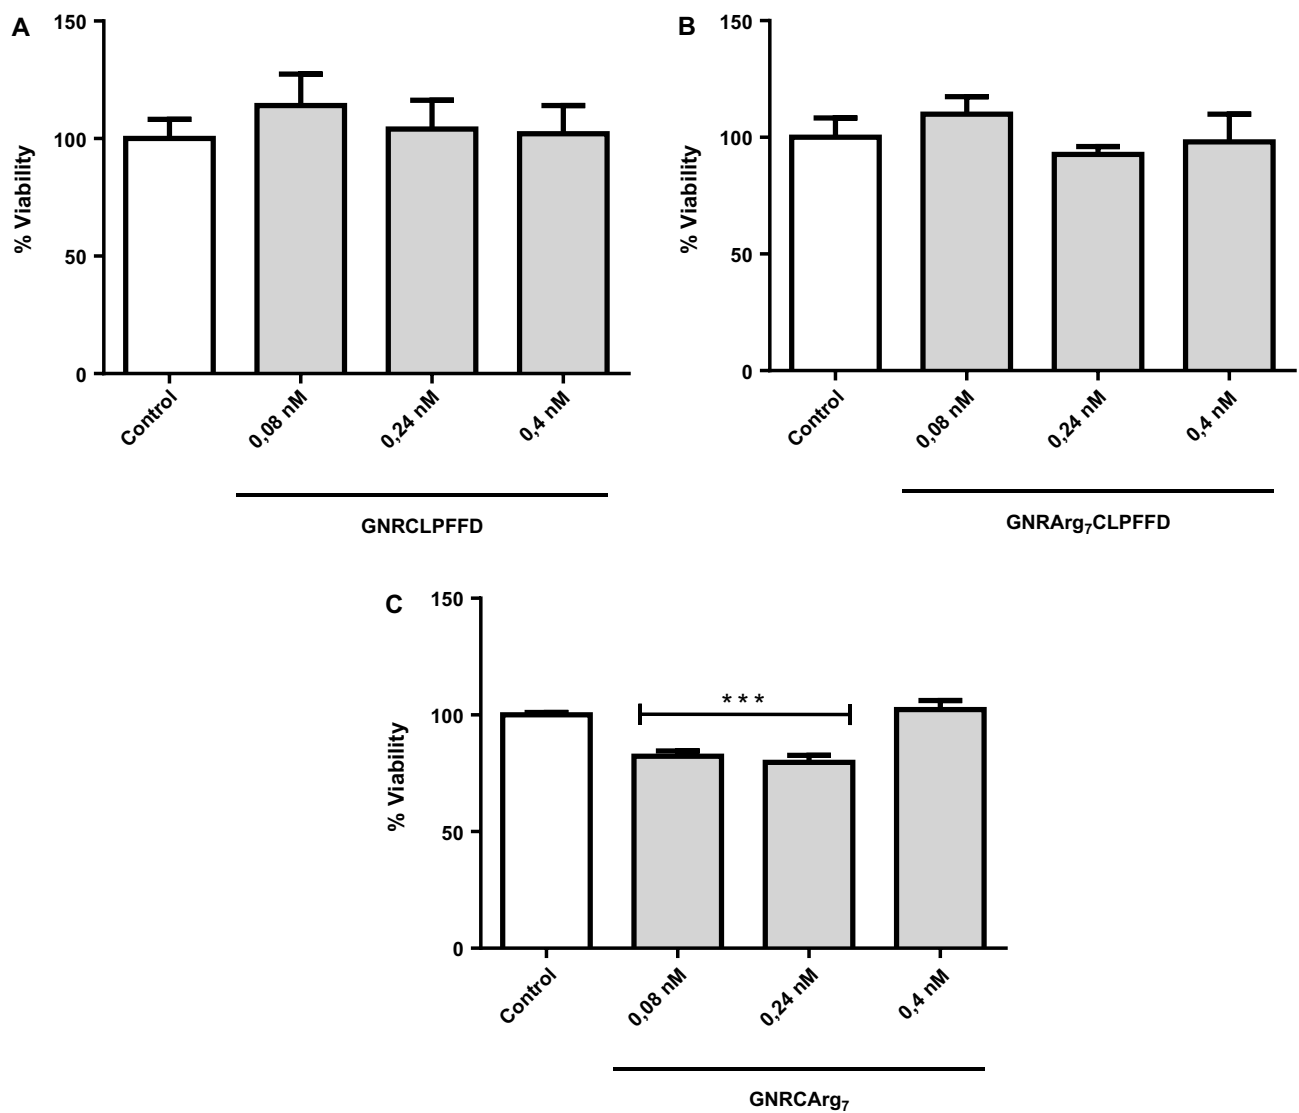 A
150
100
50
0
% Viability
Control
0,08 nM
0,24 nM
0,4 nM
GNRCLPFFD
B
150
100
50
0
% Viability
Control
0,08 nM
0,24 nM
0,4 nM
GNRArg₇CLPFFD
C
150
100
50
0
% Viability
***
Control
0,08 nM
0,24 nM
0,4 nM
GNRCArg₇